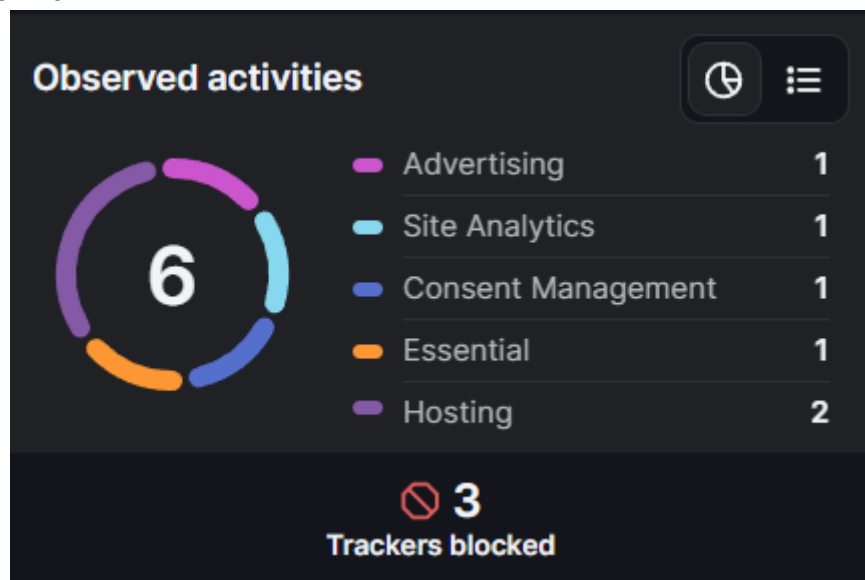 Observed activities
6
Advertising 1
Site Analytics 1
Consent Management 1
Essential 1
Hosting 2
3
Trackers blocked